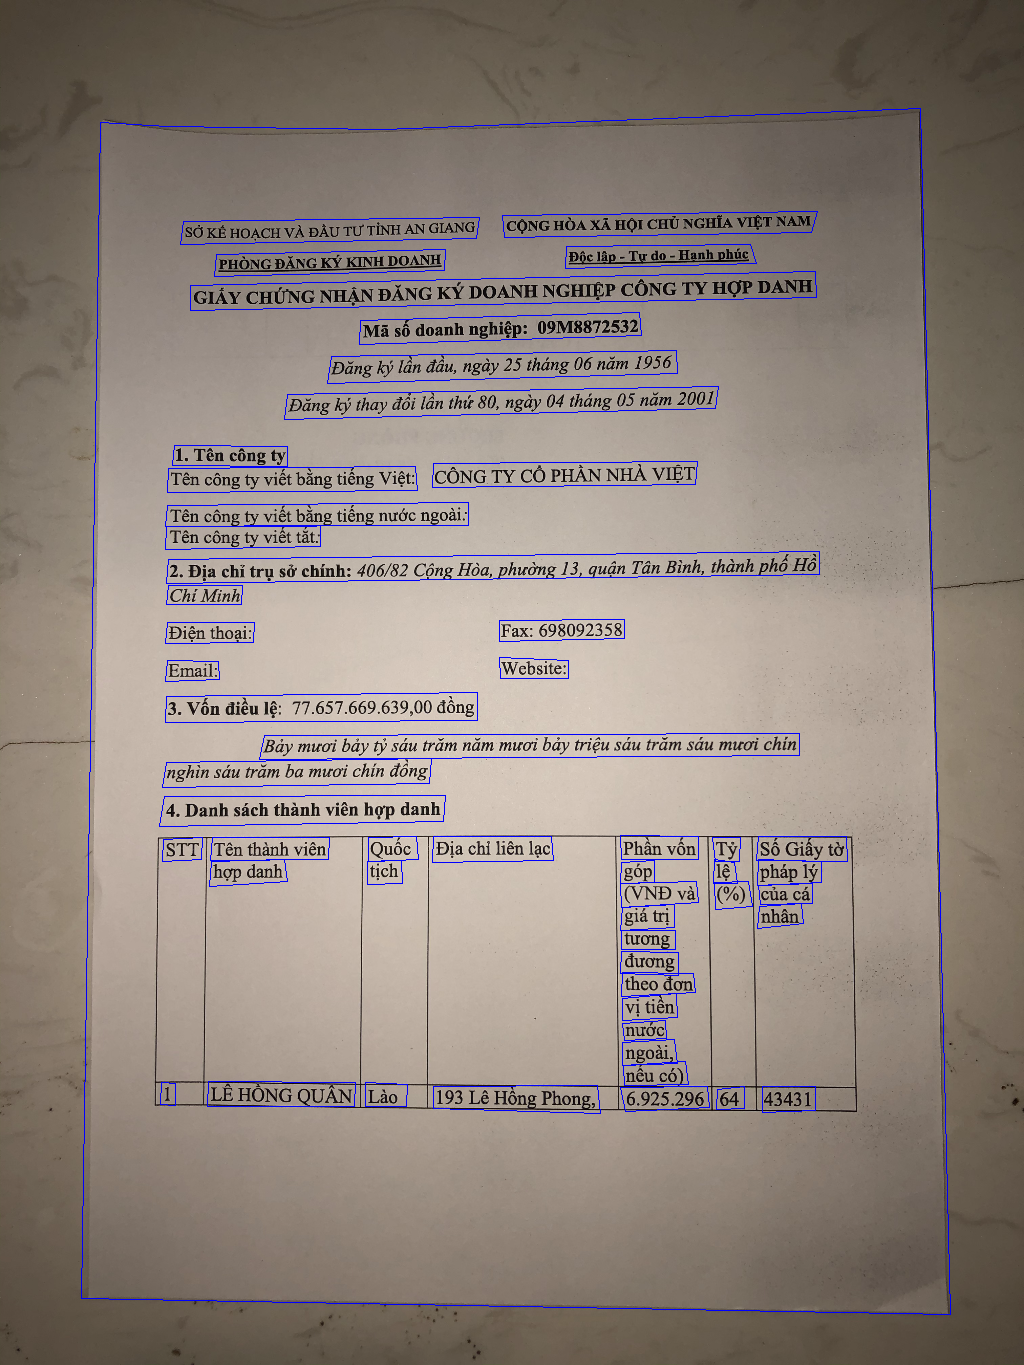 SỞ KẾ HOẠCH VÀ ĐẦU TƯ TỈNH AN GIANG
CỘNG HÒA XÃ HỘI CHỦ NGHĨA VIỆT NAM
PHÒNG ĐĂNG KÝ KINH DOANH
Độc lập - Tự do - Hạnh phúc
GIẤY CHỨNG NHẬN ĐĂNG KÝ DOANH NGHIỆP CÔNG TY HỢP DANH
Mã số doanh nghiệp: 09M8872532
Đăng ký lần đầu, ngày 25 tháng 06 năm 1956
Đăng ký thay đổi lần thứ 80, ngày 04 tháng 05 năm 2001
1. Tên công ty
Tên công ty viết bằng tiếng Việt: CÔNG TY CỔ PHẦN NHÀ VIỆT
Tên công ty viết bằng tiếng nước ngoài:
Tên công ty viết tắt:
2. Địa chỉ trụ sở chính: 406/82 Cộng Hòa, phường 13, quận Tân Bình, thành phố Hồ
Chí Minh
Điện thoại:
Fax: 698092358
Email:
Website:
3. Vốn điều lệ: 77.657.669.639,00 đồng
Bảy mươi bảy tỷ sáu trăm năm mươi bảy triệu sáu trăm sáu mươi chín
nghìn sáu trăm ba mươi chín đồng
4. Danh sách thành viên hợp danh
STT
Tên thành viên
hợp danh
Quốc
tịch
Địa chỉ liên lạc
Phần vốn
góp
(VNĐ và
giá trị
tương
đương
theo đơn
vị tiền
nước
ngoài,
nếu có)
Tỷ
lệ
(%)
Số Giấy tờ
pháp lý
của cá
nhân
1
LÊ HỒNG QUÂN
Lào
193 Lê Hồng Phong,
6.925.296
64
43431